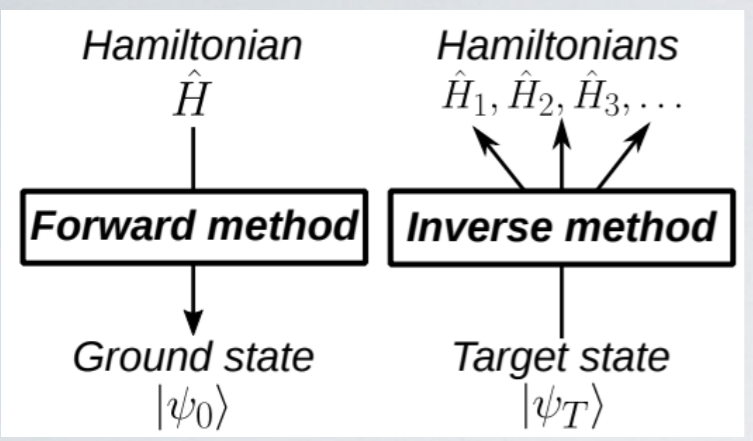 Hamiltonian
Ĥ
Forward method
Ground state
|ψ₀⟩
Hamiltonians
Ĥ₁, Ĥ₂, Ĥ₃, . . .
Inverse method
Target state
|ψ_T⟩